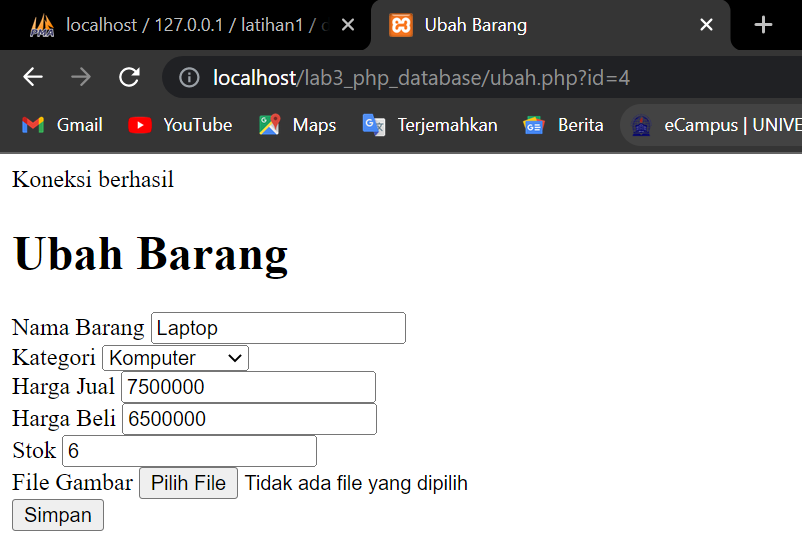 localhost / 127.0.0.1 / latihan1 / d
Ubah Barang
localhost/lab3_php_database/ubah.php?id=4
Gmail YouTube Maps Terjemahkan Berita eCampus | UNIVE
Koneksi berhasil
Ubah Barang
Nama Barang Laptop
Kategori Komputer
Harga Jual 7500000
Harga Beli 6500000
Stok 6
File Gambar Pilih File Tidak ada file yang dipilih
Simpan